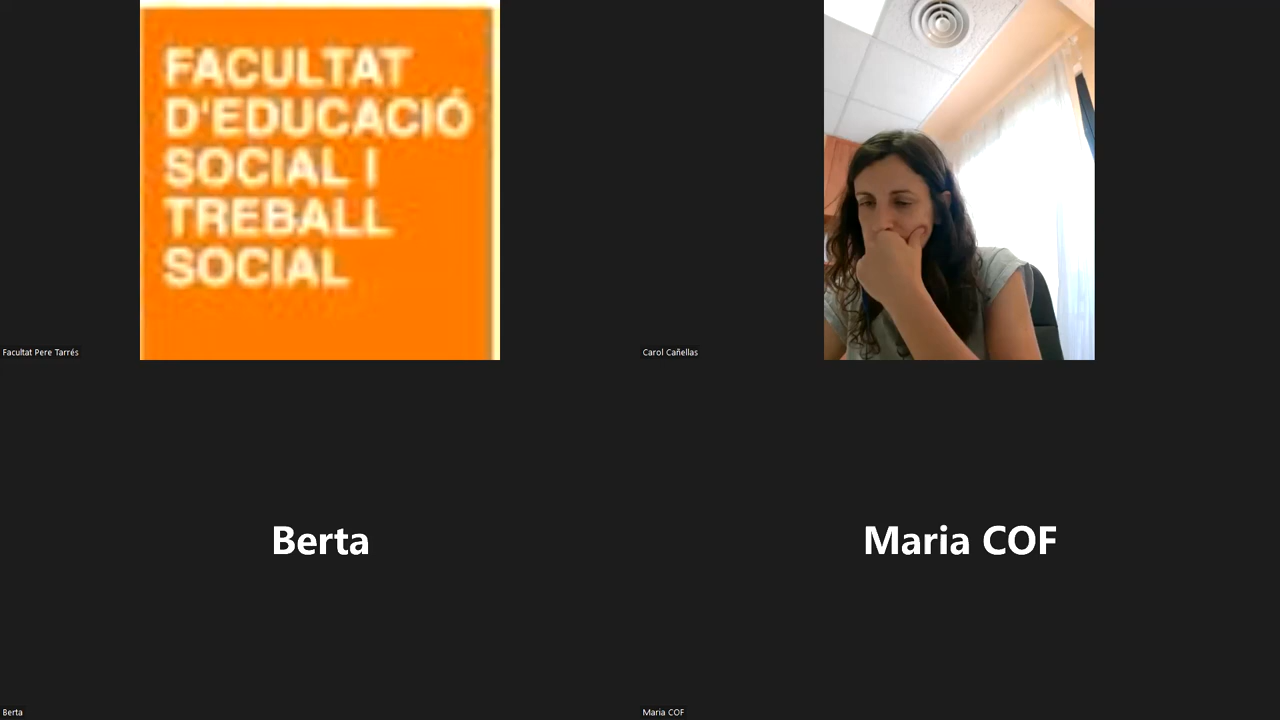 FACULTAT
D'EDUCACIÓ
SOCIAL I
TREBALL
SOCIAL
Facultat Pere Tarrés
Carol Cañellas
Berta
Maria COF
Berta
Maria COF